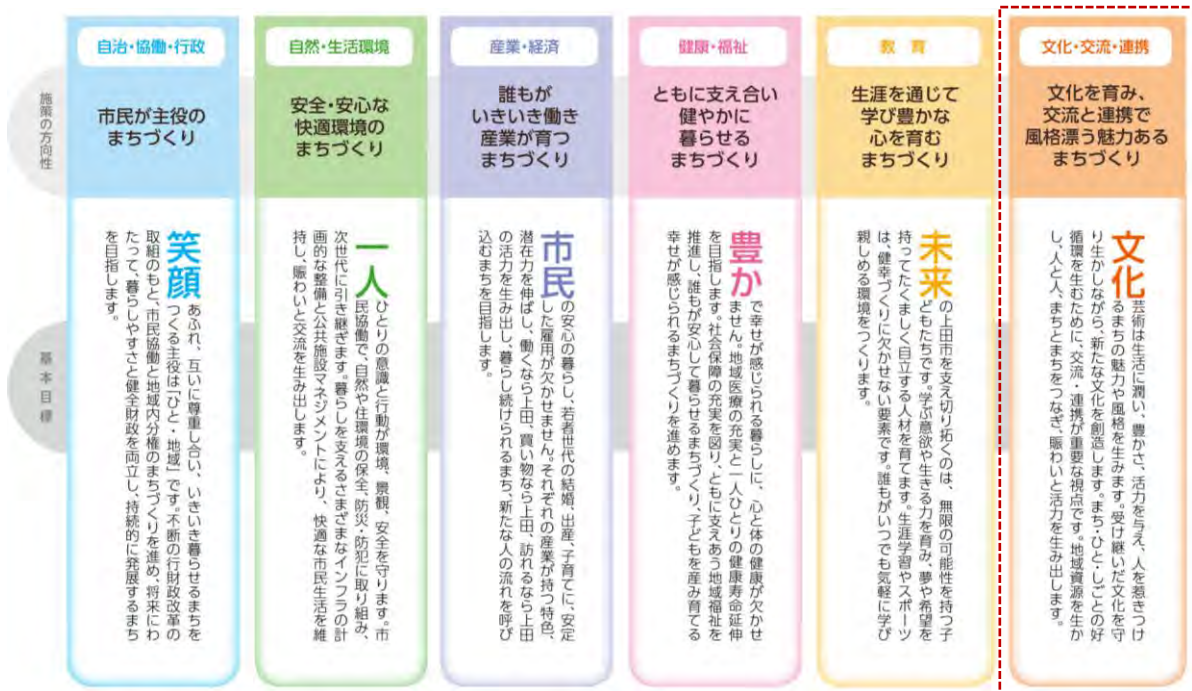 施策の方向性
基本目標
自治・協働・行政
市民が主役の
まちづくり
笑顔あふれ、互いに尊重し合い、いきいき暮らせるまちを
つくる主役は「ひと・地域」です。不断の行財政改革の
取組のもと、市民協働と地域内分権のまちづくりを進め、将来にわ
たって、暮らしやすさと健全財政を両立し、持続的に発展するまち
を目指します。
自然・生活環境
安全・安心な
快適環境の
まちづくり
一人ひとりの意識と行動が環境、景観、安全を守ります。市
民協働で、自然や住環境の保全、防災・防犯に取り組み、
次世代に引き継ぎます。暮らしを支えるさまざまなインフラの計
画的な整備と公共施設マネジメントにより、快適な市民生活を維
持し、賑わいと交流を生み出します。
産業・経済
誰もが
いきいき働き
産業が育つ
まちづくり
市民の安心の暮らし、若者世代の結婚、出産、子育てに、安定
した雇用が欠かせません。それぞれの産業が持つ特色、
潜在力を伸ばし、働くなら上田、買い物なら上田、訪れるなら上田
の活力を生み出し、暮らし続けられるまち、新たな人の流れを呼び
込むまちを目指します。
健康・福祉
ともに支え合い
健やかに
暮らせる
まちづくり
豊かで幸せが感じられる暮らしに、心と体の健康が欠かせ
ません。地域医療の充実と一人ひとりの健康寿命延伸
を目指します。社会保障の充実を図り、ともに支えあう地域福祉を
推進し、誰もが安心して暮らせるまちづくり、子どもを産み育てる
幸せが感じられるまちづくりを進めます。
教育
生涯を通じて
学び豊かな
心を育む
まちづくり
未来の上田市を支え切り拓くのは、無限の可能性を持つ子
どもたちです。学ぶ意欲や生きる力を育み、夢や希望を
持ってたくましく自立する人材を育てます。生涯学習やスポーツ
は、健幸づくりに欠かせない要素です。誰もがいつでも気軽に学び
親しめる環境をつくります。
文化・交流・連携
文化を育み、
交流と連携で
風格漂う魅力ある
まちづくり
文化芸術は生活に潤い、豊かさ、活力を与え、人を惹きつけ
るまちの魅力や風格を生みます。受け継いだ文化を守
り生かしながら、新たな文化を創造します。まち・ひと・しごとの好
循環を生むために、交流・連携が重要な視点です。地域資源を生か
し、人と人、まちとまちをつなぎ、賑わいと活力を生み出します。